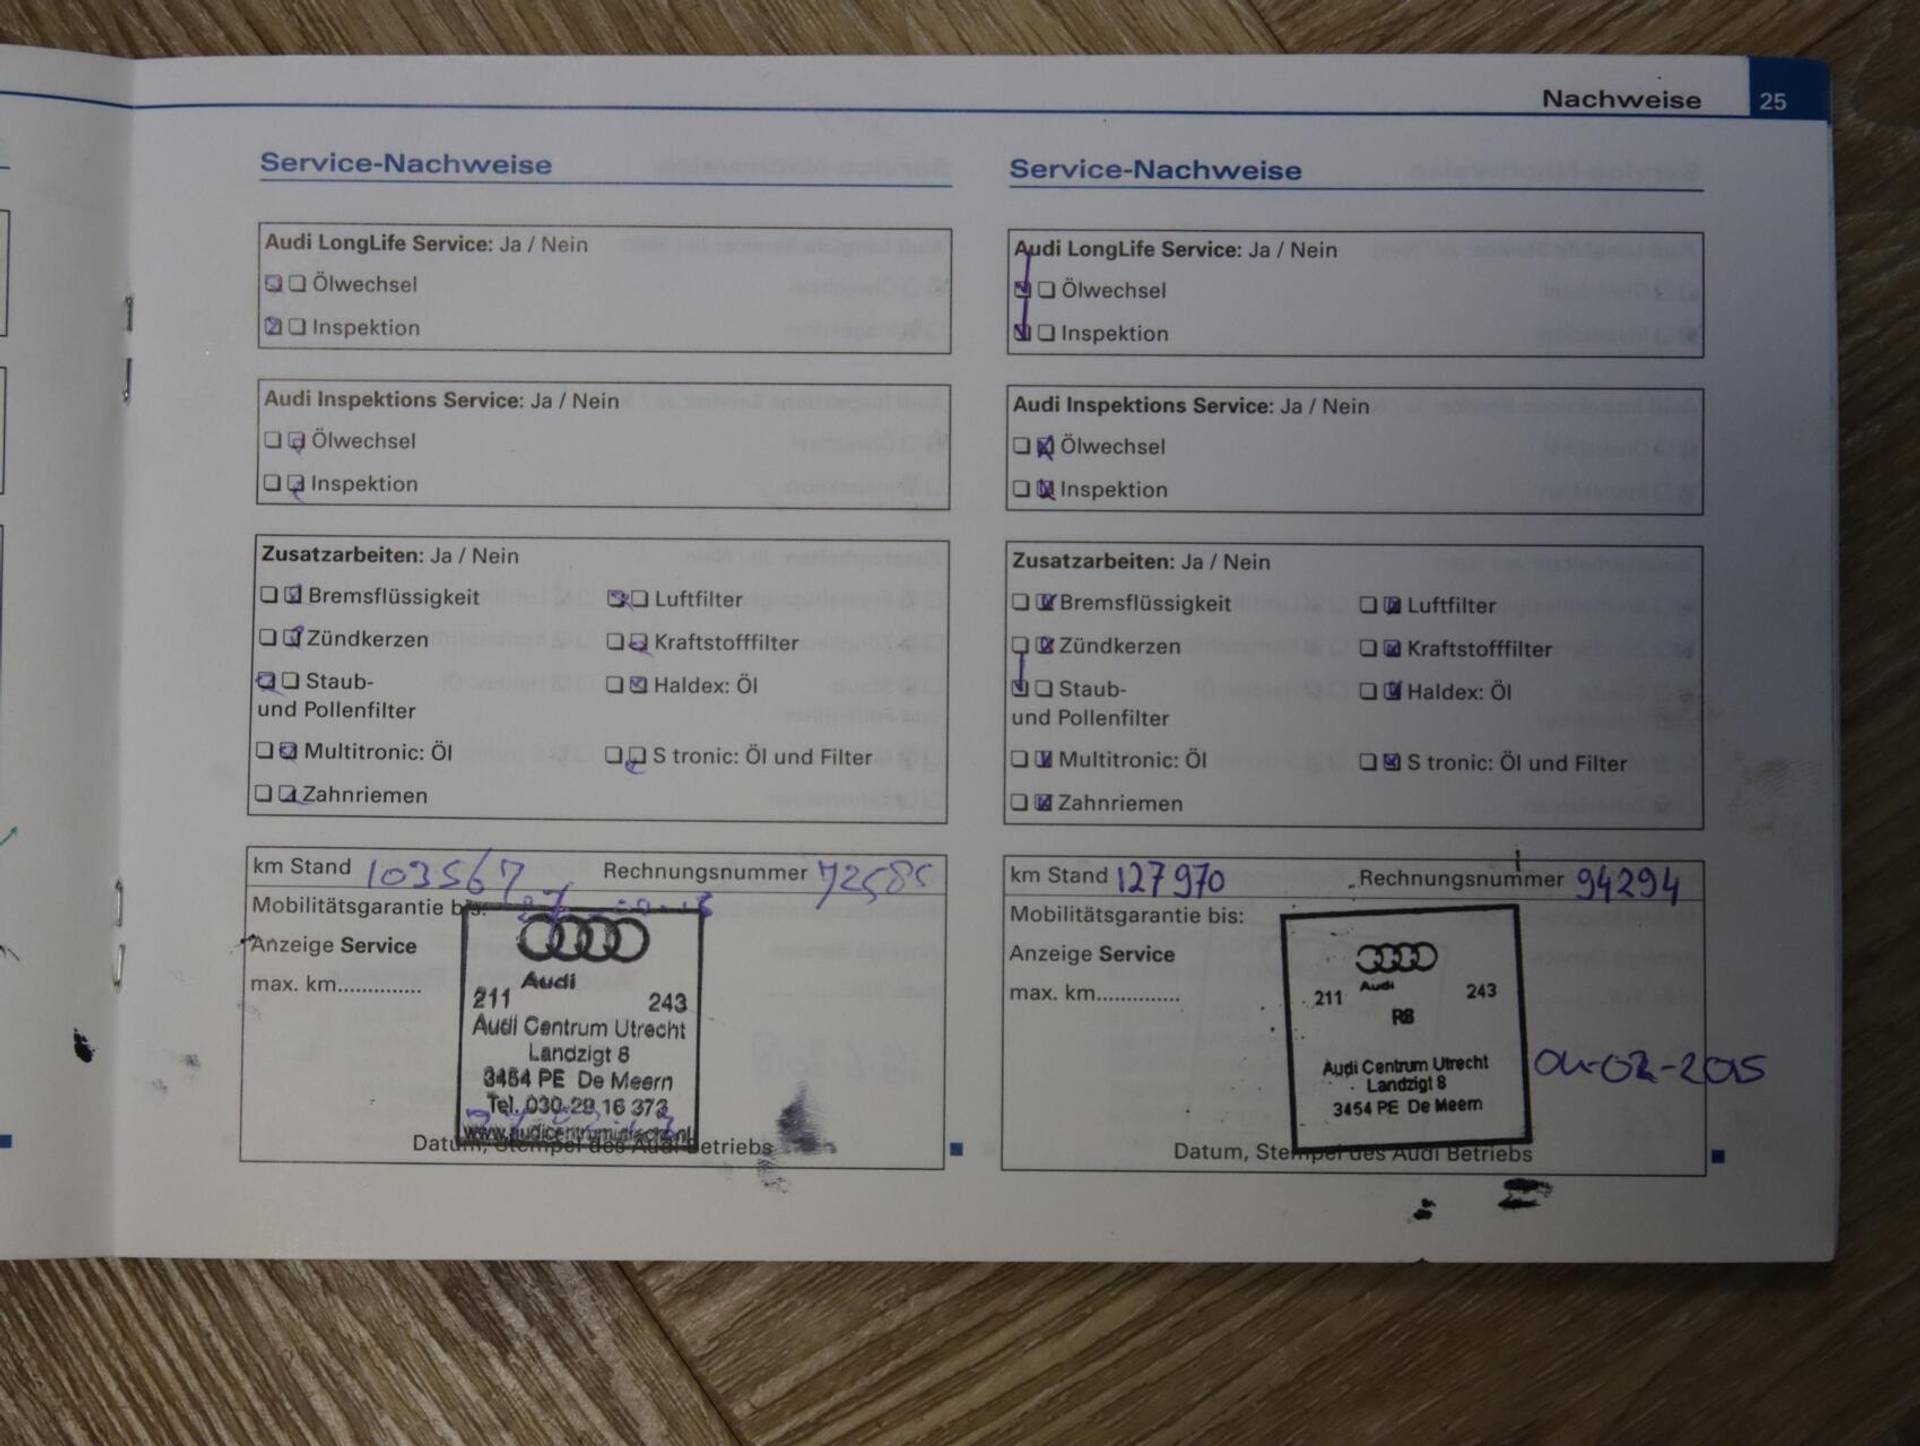 Nachweise 25
Service-Nachweise
Audi LongLife Service: Ja / Nein
Ölwechsel
Inspektion
Audi Inspektions Service: Ja / Nein
Ölwechsel
Inspektion
Zusatzarbeiten: Ja / Nein
Bremsflüssigkeit Luftfilter
Zündkerzen Kraftstofffilter
Staub- Haldex: Öl
und Pollenfilter
Multitronic: Öl S tronic: Öl und Filter
Zahnriemen
km Stand 103567 Rechnungsnummer 72585
Mobilitätsgarantie bis:
Anzeige Service
max. km..............
Audi
211 243
Audi Centrum Utrecht
Landzigt 8
3454 PE De Meern
Tel. 030-29 16 373
www.audicentrumutrecht.nl
Datum, Stempel des Audi Betriebs
Service-Nachweise
Audi LongLife Service: Ja / Nein
Ölwechsel
Inspektion
Audi Inspektions Service: Ja / Nein
Ölwechsel
Inspektion
Zusatzarbeiten: Ja / Nein
Bremsflüssigkeit Luftfilter
Zündkerzen Kraftstofffilter
Staub- Haldex: Öl
und Pollenfilter
Multitronic: Öl S tronic: Öl und Filter
Zahnriemen
km Stand 127970 Rechnungsnummer 94294
Mobilitätsgarantie bis:
Anzeige Service
max. km..............
Audi
211 243
R8
Audi Centrum Utrecht
Landzigt 8
3454 PE De Meern
04-02-2015
Datum, Stempel des Audi Betriebs